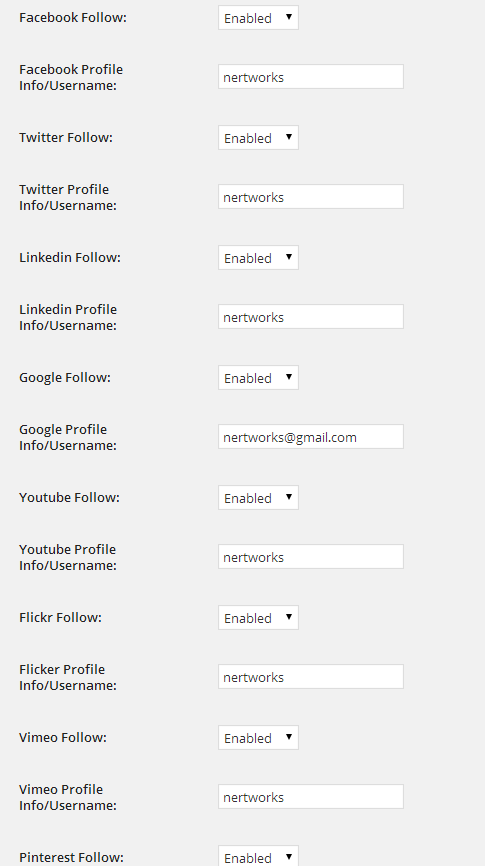 Facebook Follow: Enabled
Facebook Profile
Info/Username: nertworks
Twitter Follow: Enabled
Twitter Profile
Info/Username: nertworks
Linkedin Follow: Enabled
Linkedin Profile
Info/Username: nertworks
Google Follow: Enabled
Google Profile
Info/Username: nertworks@gmail.com
Youtube Follow: Enabled
Youtube Profile
Info/Username: nertworks
Flickr Follow: Enabled
Flicker Profile
Info/Username: nertworks
Vimeo Follow: Enabled
Vimeo Profile
Info/Username: nertworks
Pinterest Follow: Enabled